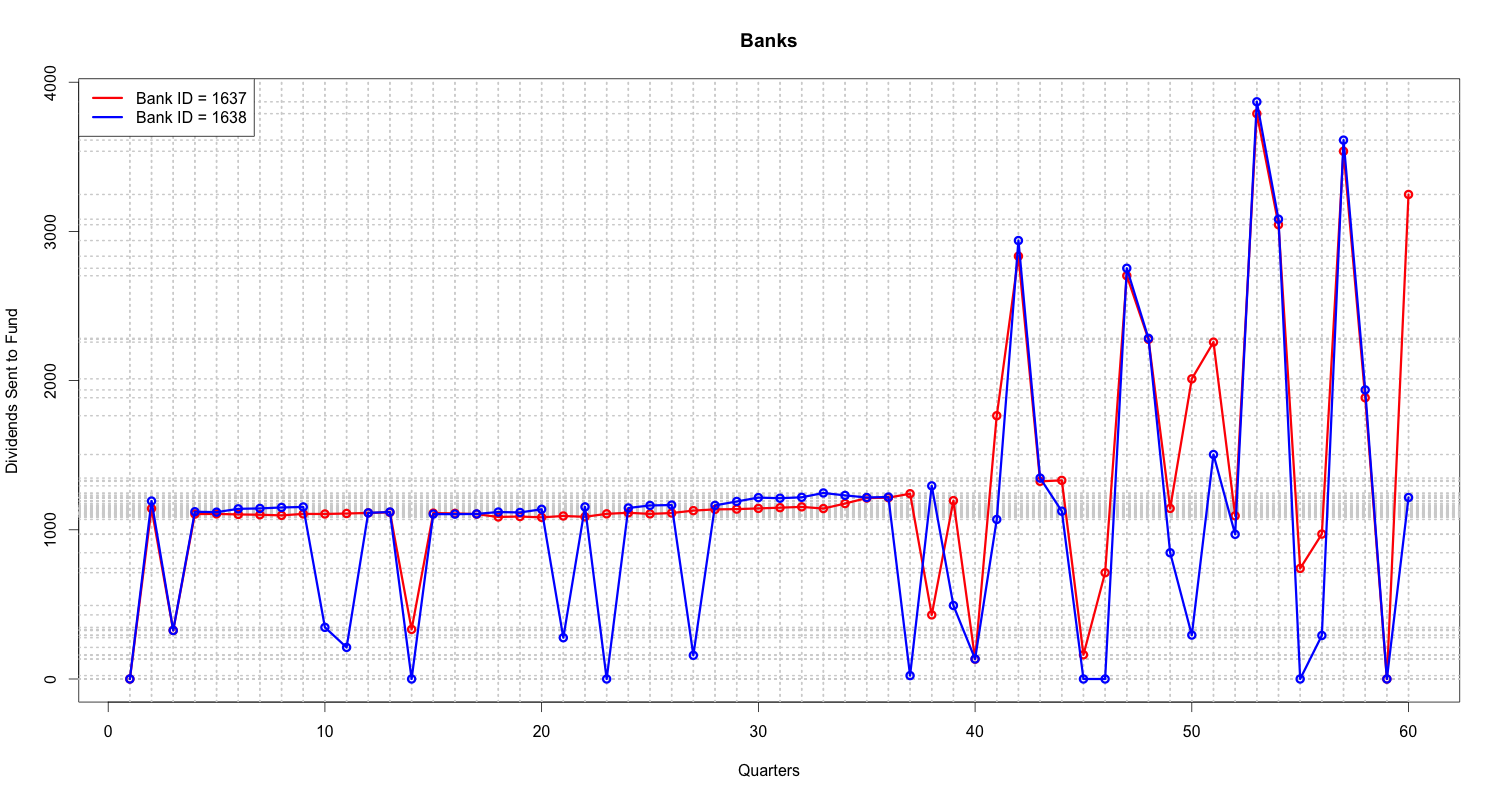 Banks
Bank ID = 1637
Bank ID = 1638
Dividends Sent to Fund
4000
3000
2000
1000
0
0 10 20 30 40 50 60
Quarters